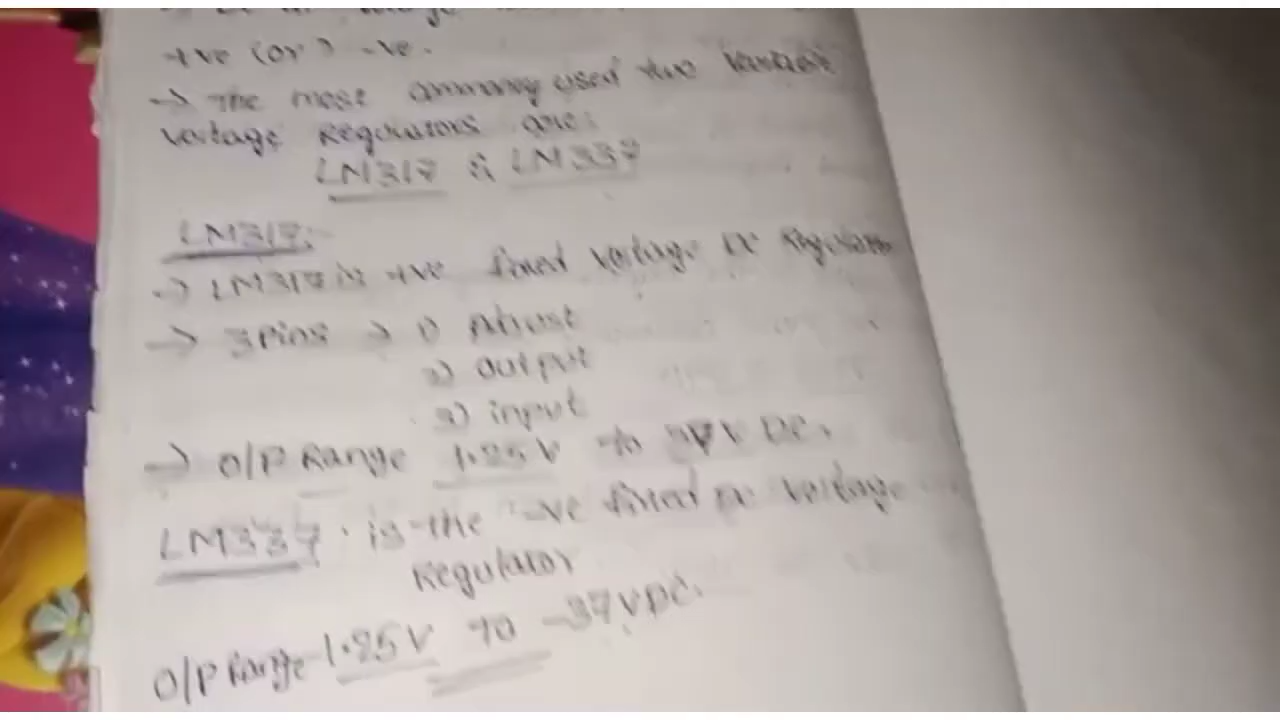 +ve (or) -ve.
→ The most commonly used two variable
voltage Regulators are:
LM317 & LM337
LM317:-
→ LM317 is +ve fixed voltage DC Regulator
→ 3 Pins → 1) Adjust
2) output
3) input
→ O/P Range 1.25V to 37V DC.
LM337. is the -ve fixed DC voltage
Regulator
O/P Range 1.25V to -37V DC.